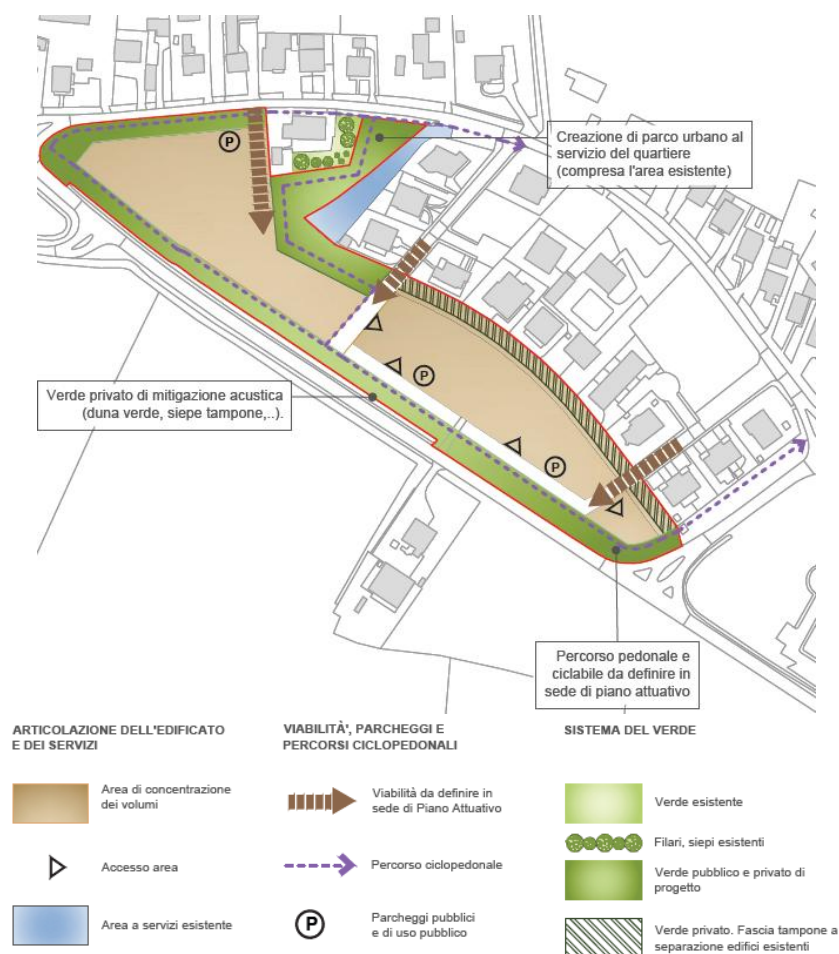 P
Creazione di parco urbano al
servizio del quartiere
(compresa l'area esistente)
Verde privato di mitigazione acustica
(duna verde, siepe tampone,..).
P
P
Percorso pedonale e
ciclabile da definire in
sede di piano attuativo
ARTICOLAZIONE DELL'EDIFICATO
E DEI SERVIZI
Area di concentrazione
dei volumi
Accesso area
Area a servizi esistente
VIABILITÀ', PARCHEGGI E
PERCORSI CICLOPEDONALI
Viabilità da definire in
sede di Piano Attuativo
Percorso ciclopedonale
P
Parcheggi pubblici
e di uso pubblico
SISTEMA DEL VERDE
Verde esistente
Filari, siepi esistenti
Verde pubblico e privato di
progetto
Verde privato. Fascia tampone a
separazione edifici esistenti